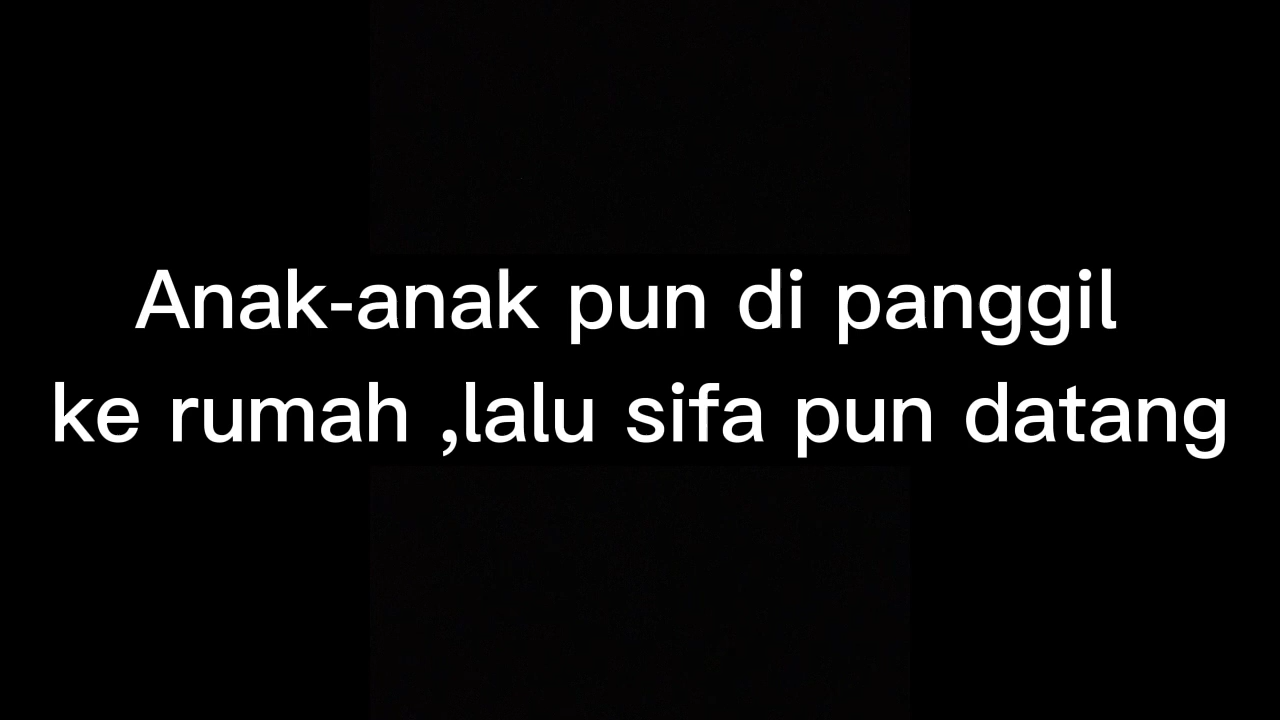 Anak-anak pun di panggil
ke rumah ,lalu sifa pun datang